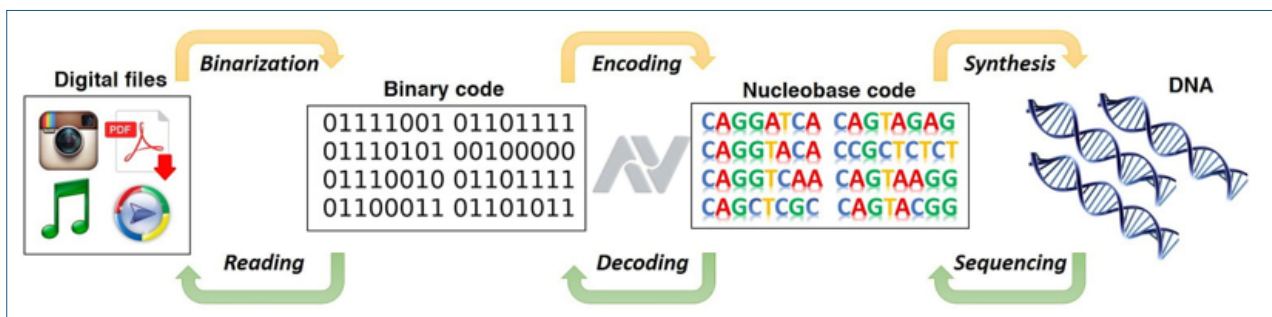 Binarization
Encoding
Synthesis
Digital files
Binary code
Nucleobase code
DNA
PDF
01111001 01101111
01110101 00100000
01110010 01101111
01100011 01101011
AV
CAGGATCA CAGTAGAG
CAGGTACA CCGCTCTCT
CAGGTCAA CAGTAAGG
CAGCTCGC CAGTACGG
Reading
Decoding
Sequencing